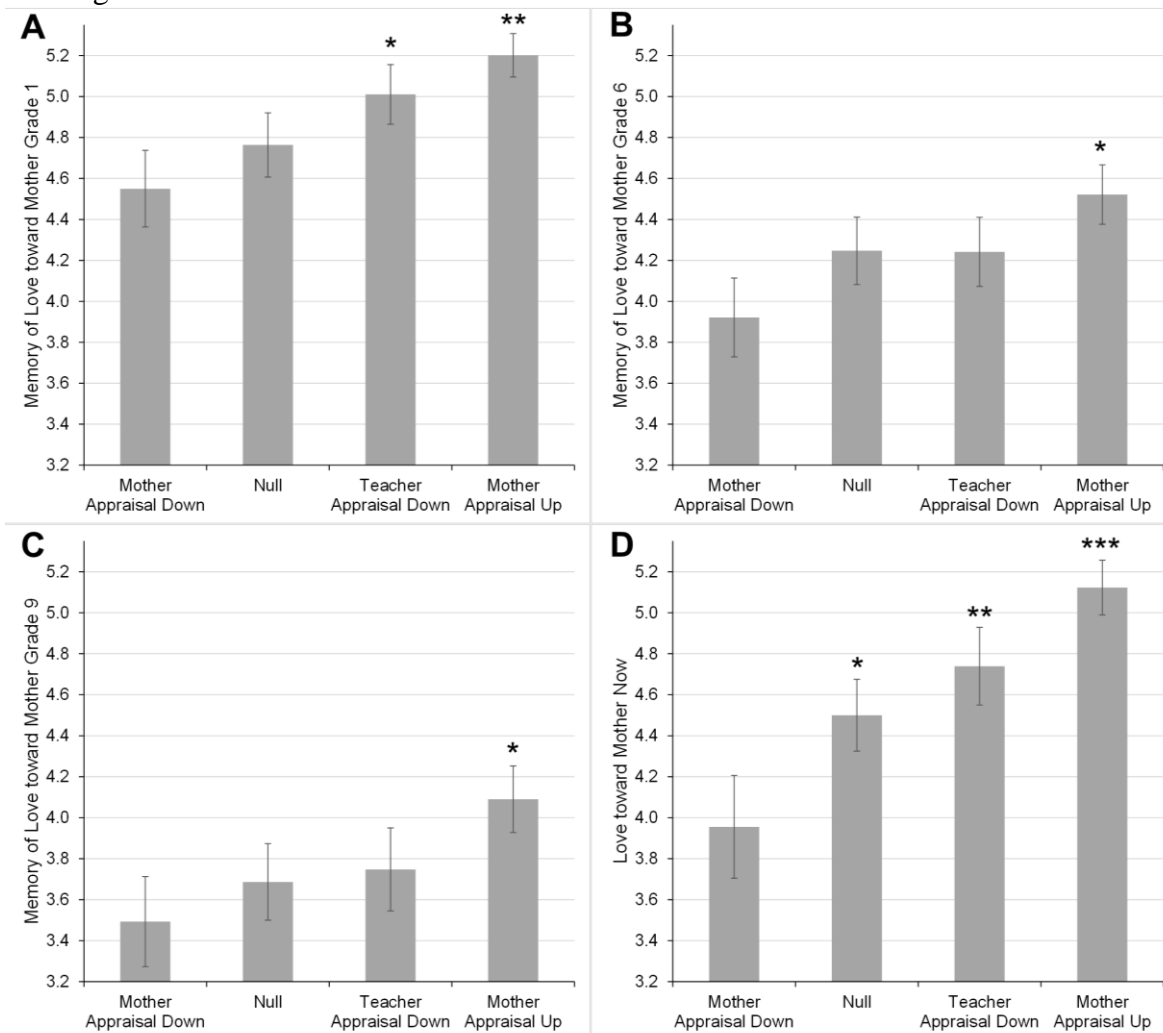 A
Memory of Love toward Mother Grade 1
5.2
5.0
4.8
4.6
4.4
4.2
4.0
3.8
3.6
3.4
3.2
*
**
Mother
Appraisal Down
Null
Teacher
Appraisal Down
Mother
Appraisal Up
B
Memory of Love toward Mother Grade 6
5.2
5.0
4.8
4.6
4.4
4.2
4.0
3.8
3.6
3.4
3.2
*
Mother
Appraisal Down
Null
Teacher
Appraisal Down
Mother
Appraisal Up
C
Memory of Love toward Mother Grade 9
5.2
5.0
4.8
4.6
4.4
4.2
4.0
3.8
3.6
3.4
3.2
*
Mother
Appraisal Down
Null
Teacher
Appraisal Down
Mother
Appraisal Up
D
Love toward Mother Now
5.2
5.0
4.8
4.6
4.4
4.2
4.0
3.8
3.6
3.4
3.2
*
**
***
Mother
Appraisal Down
Null
Teacher
Appraisal Down
Mother
Appraisal Up